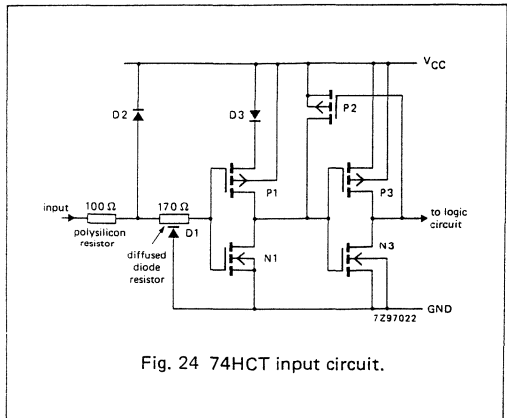 VCC
D2
D3
P2
P1
P3
input
100 Ω
170 Ω
to logic
circuit
polysilicon
resistor
D1
diffused
diode
resistor
N1
N3
7Z97022
GND
Fig. 24 74HCT input circuit.